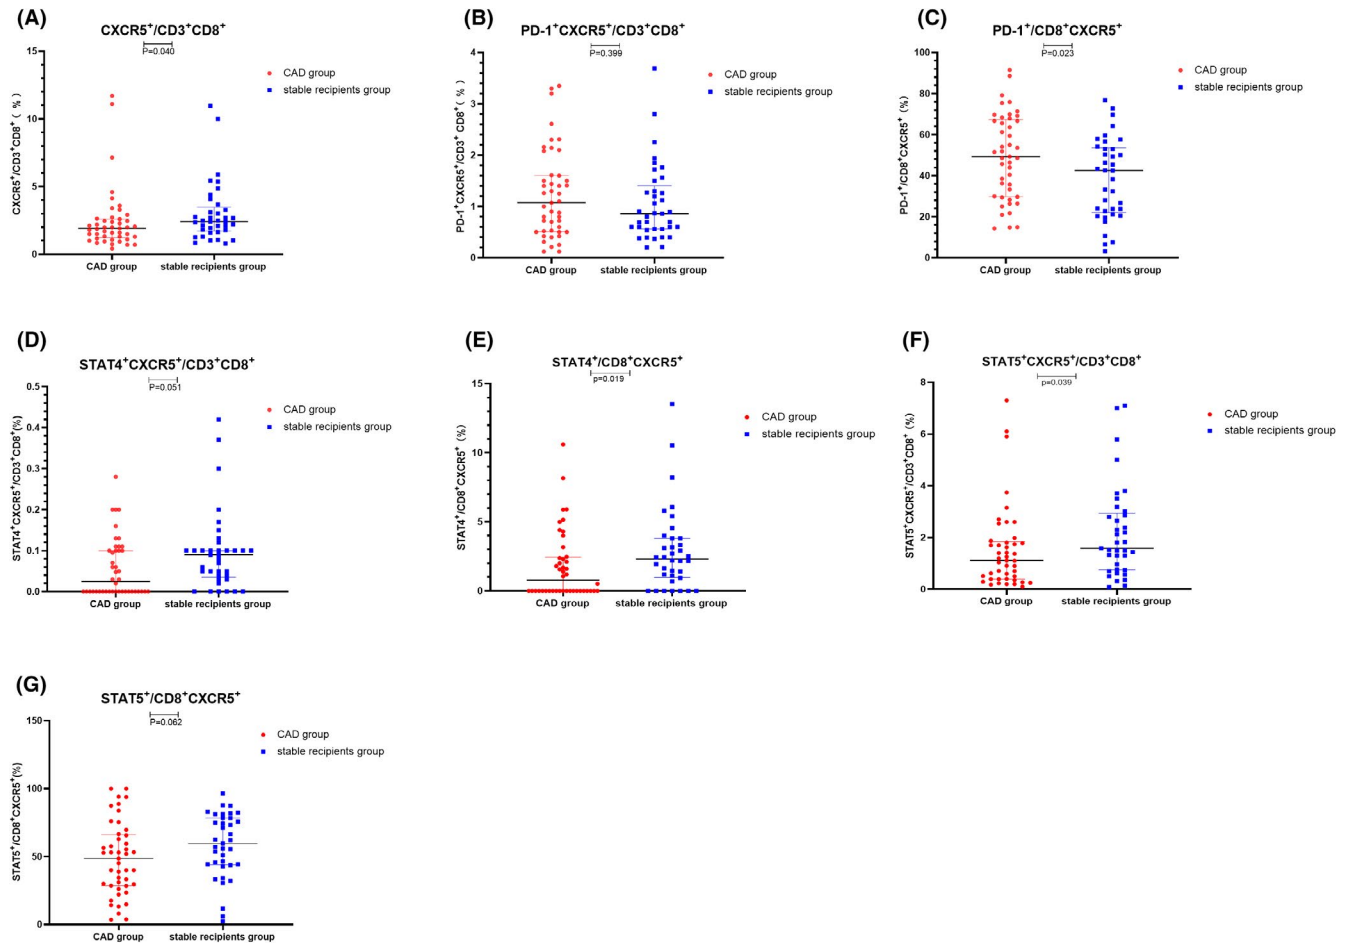 (A)
CXCR5⁺/CD3⁺CD8⁺
P=0.040
CXCR5⁺/CD3⁺CD8⁺ ( % )
15
10
5
0
CAD group
stable recipients group
CAD group
stable recipients group
(B)
PD-1⁺CXCR5⁺/CD3⁺CD8⁺
P=0.399
PD-1⁺CXCR5⁺/CD3⁺ CD8⁺ ( % )
4
3
2
1
0
CAD group
stable recipients group
CAD group
stable recipients group
(C)
PD-1⁺/CD8⁺CXCR5⁺
P=0.023
PD-1⁺/CD8⁺CXCR5⁺ (%)
100
80
60
40
20
0
CAD group
stable recipients group
CAD group
stable recipients group
(D)
STAT4⁺CXCR5⁺/CD3⁺CD8⁺
P=0.051
STAT4⁺CXCR5⁺/CD3⁺CD8⁺(%)
0.5
0.4
0.3
0.2
0.1
0.0
CAD group
stable recipients group
CAD group
stable recipients group
(E)
STAT4⁺/CD8⁺CXCR5⁺
p=0.019
STAT4⁺/CD8⁺CXCR5⁺ (%)
15
10
5
0
CAD group
stable recipients group
CAD group
stable recipients group
(F)
STAT5⁺CXCR5⁺/CD3⁺CD8⁺
p=0.039
STAT5⁺CXCR5⁺/CD3⁺CD8⁺ (%)
8
6
4
2
0
CAD group
stable recipients group
CAD group
stable recipients group
(G)
STAT5⁺/CD8⁺CXCR5⁺
P=0.062
STAT5⁺/CD8⁺CXCR5⁺(%)
150
100
50
0
CAD group
stable recipients group
CAD group
stable recipients group